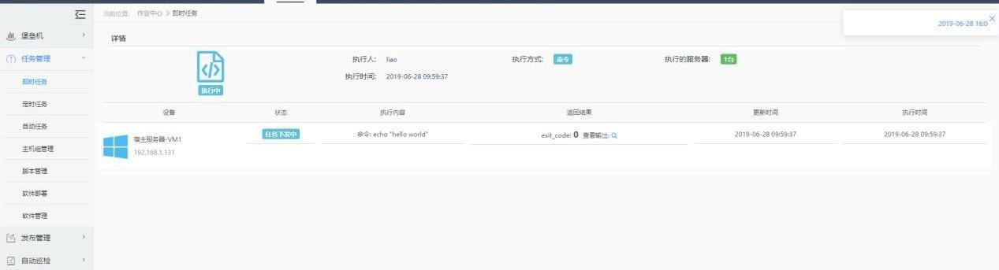 当前位置: 作业中心 > 即时任务
2019-06-28 16:0
堡垒机
任务管理
即时任务
定时任务
自动任务
主机组管理
脚本管理
软件部署
软件管理
发布管理
自动巡检
详情
执行中
执行人: liao 执行方式: 命令 执行的服务器: 1台
执行时间: 2019-06-28 09:59:37
设备 状态 执行内容 返回结果 更新时间 执行时间
宿主服务器-VM1 任务下发中 命令: echo "hello world" exit_code: 0 查看输出: 2019-06-28 09:59:37 2019-06-28 09:59:37
192.168.1.131